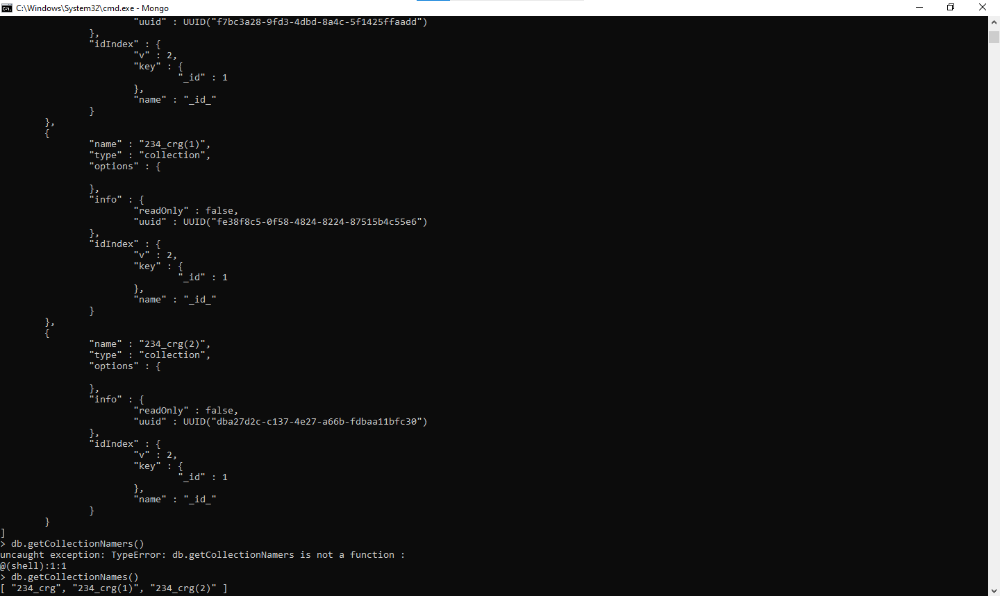 C:\Windows\System32\cmd.exe - Mongo
"uuid" : UUID("f7bc3a28-9fd3-4dbd-8a4c-5f1425ffaadd")
},
"idIndex" : {
"v" : 2,
"key" : {
"_id" : 1
},
"name" : "_id_"
}
},
{
"name" : "234_crg(1)",
"type" : "collection",
"options" : {
},
"info" : {
"readOnly" : false,
"uuid" : UUID("fe38f8c5-0f58-4824-8224-87515b4c55e6")
},
"idIndex" : {
"v" : 2,
"key" : {
"_id" : 1
},
"name" : "_id_"
}
},
{
"name" : "234_crg(2)",
"type" : "collection",
"options" : {
},
"info" : {
"readOnly" : false,
"uuid" : UUID("dba27d2c-c137-4e27-a66b-fdbaa11bfc30")
},
"idIndex" : {
"v" : 2,
"key" : {
"_id" : 1
},
"name" : "_id_"
}
}
]
> db.getCollectionNamers()
uncaught exception: TypeError: db.getCollectionNamers is not a function :
@(shell):1:1
> db.getCollectionNames()
[ "234_crg", "234_crg(1)", "234_crg(2)" ]